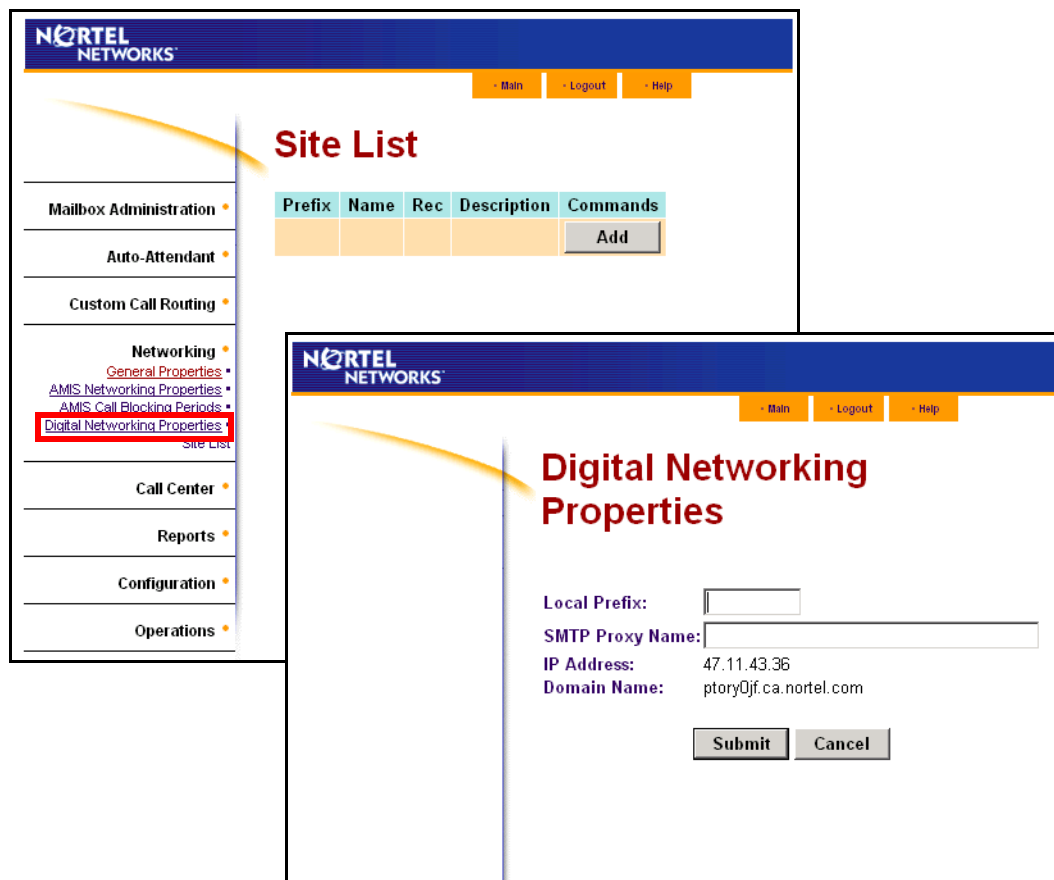 NORTEL
NETWORKS
· Main · Logout · Help
Site List
Prefix Name Rec Description Commands
Add
Mailbox Administration
Auto-Attendant
Custom Call Routing
Networking
General Properties
AMIS Networking Properties
AMIS Call Blocking Periods
Digital Networking Properties
Site List
Call Center
Reports
Configuration
Operations
NORTEL
NETWORKS
· Main · Logout · Help
Digital Networking
Properties
Local Prefix:
SMTP Proxy Name:
IP Address: 47.11.43.36
Domain Name: ptory0jf.ca.nortel.com
Submit Cancel